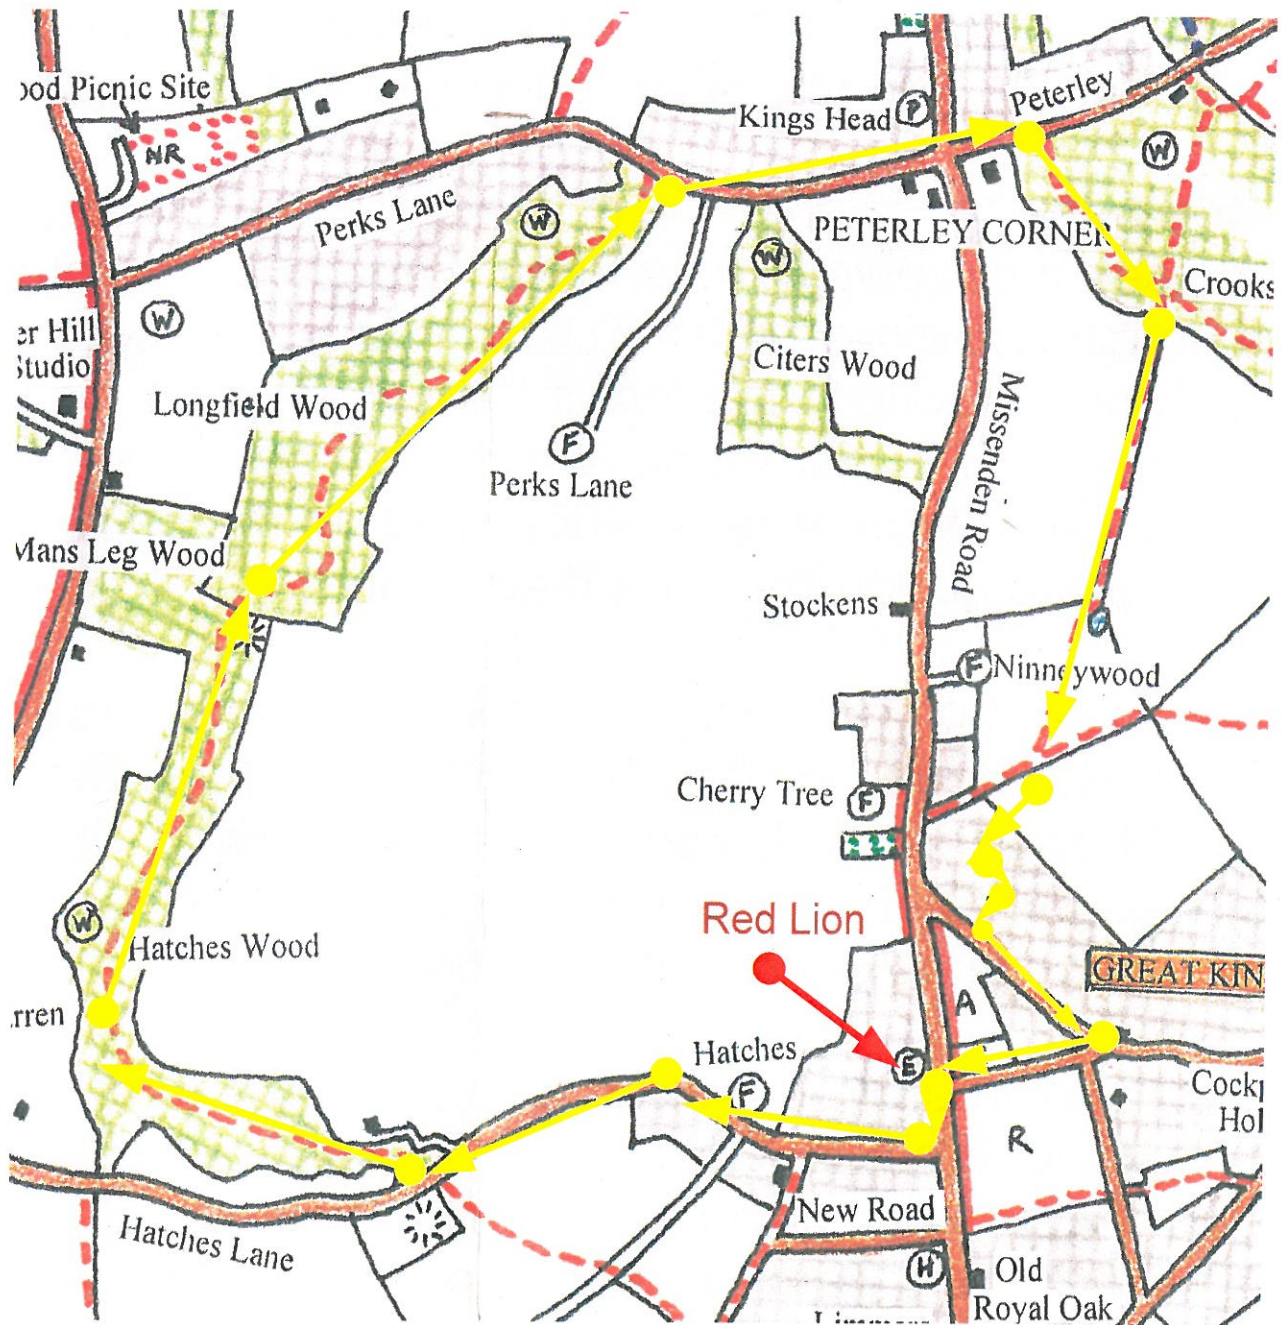 ood Picnic Site
NR
Kings Head
P
Peterley
W
Perks Lane
W
PETERLEY CORNER
W
Crooks
W
er Hill
Studio
Longfield Wood
Citers Wood
Missenden Road
F
Perks Lane
Mans Leg Wood
Stockens
F
Ninneywood
Cherry Tree
F
Red Lion
W
Hatches Wood
GREAT KIN
A
rren
Hatches
E
F
Cock
Hol
R
New Road
Hatches Lane
H
Old
Royal Oak